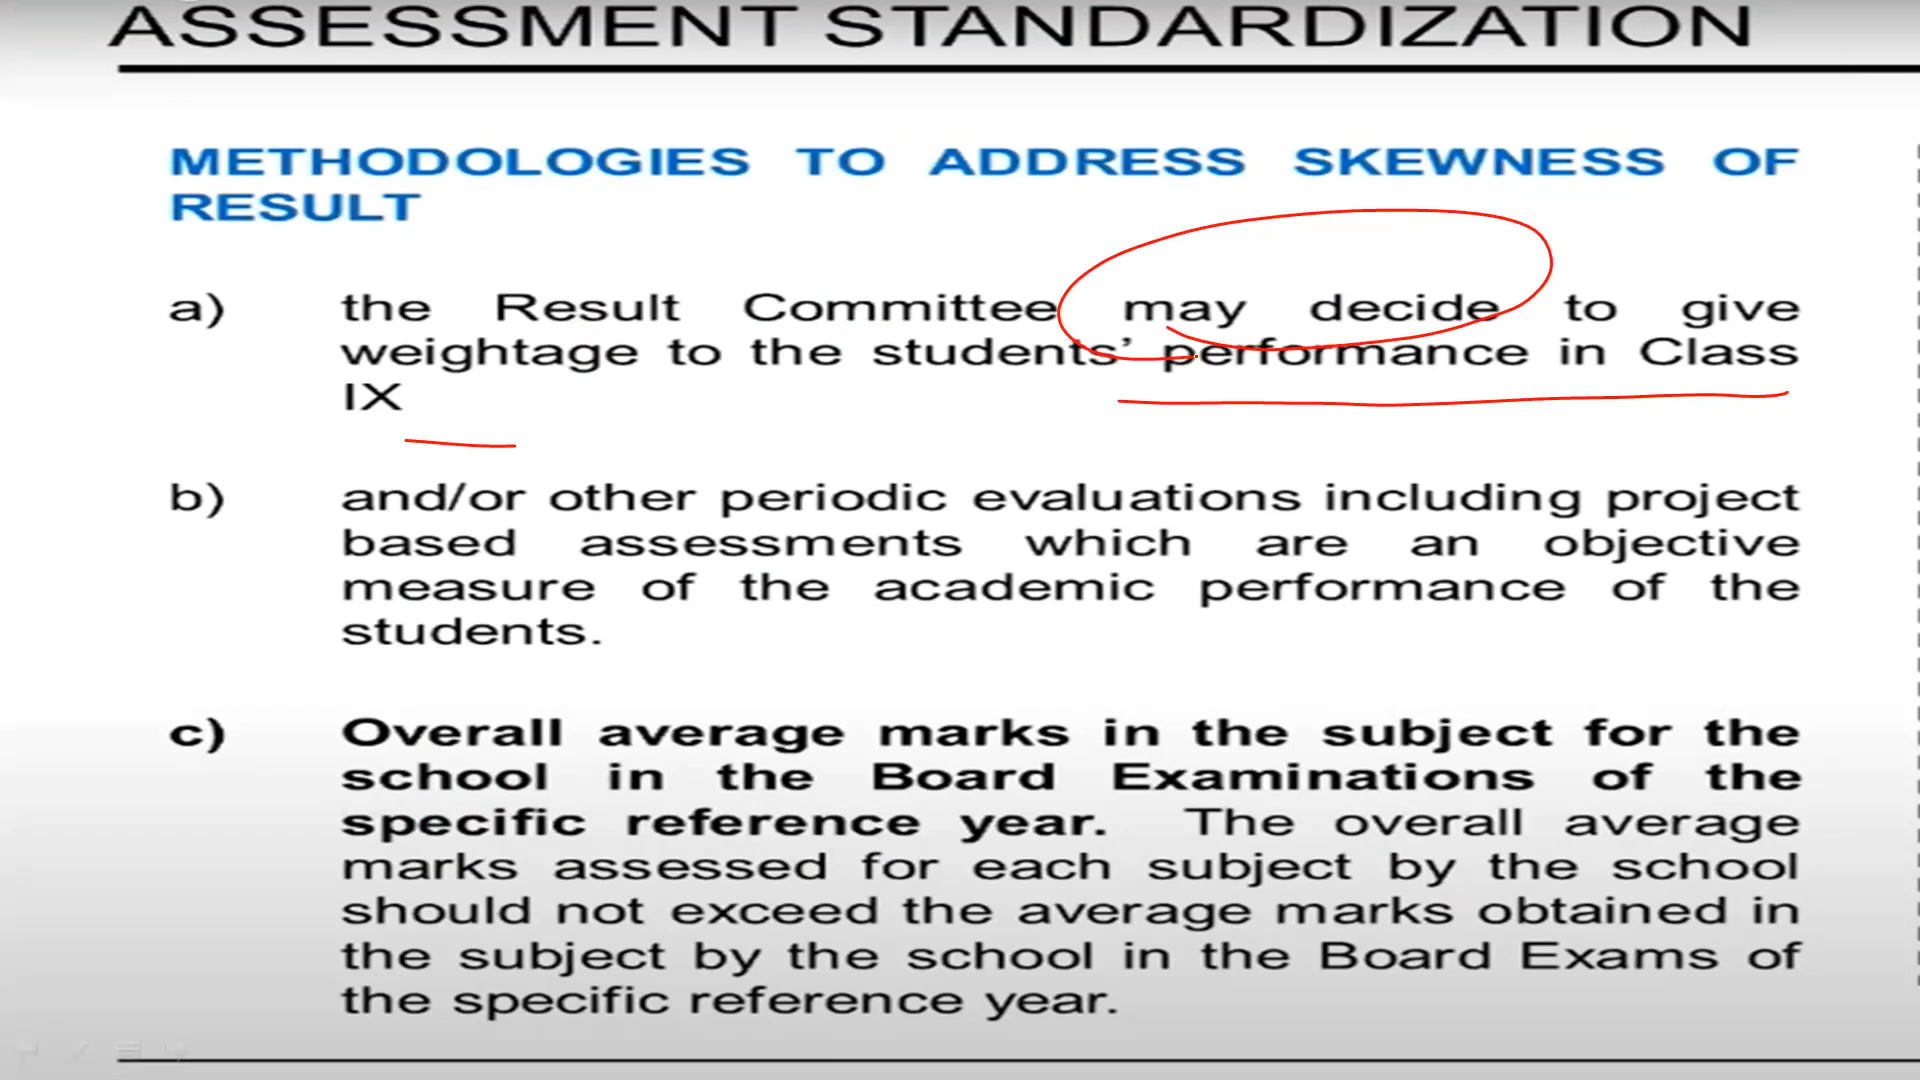 ASSESSMENT STANDARDIZATION
METHODOLOGIES TO ADDRESS SKEWNESS OF
RESULT
a) the Result Committee may decide to give
weightage to the students’ performance in Class
IX
b) and/or other periodic evaluations including project
based assessments which are an objective
measure of the academic performance of the
students.
c) Overall average marks in the subject for the
school in the Board Examinations of the
specific reference year. The overall average
marks assessed for each subject by the school
should not exceed the average marks obtained in
the subject by the school in the Board Exams of
the specific reference year.